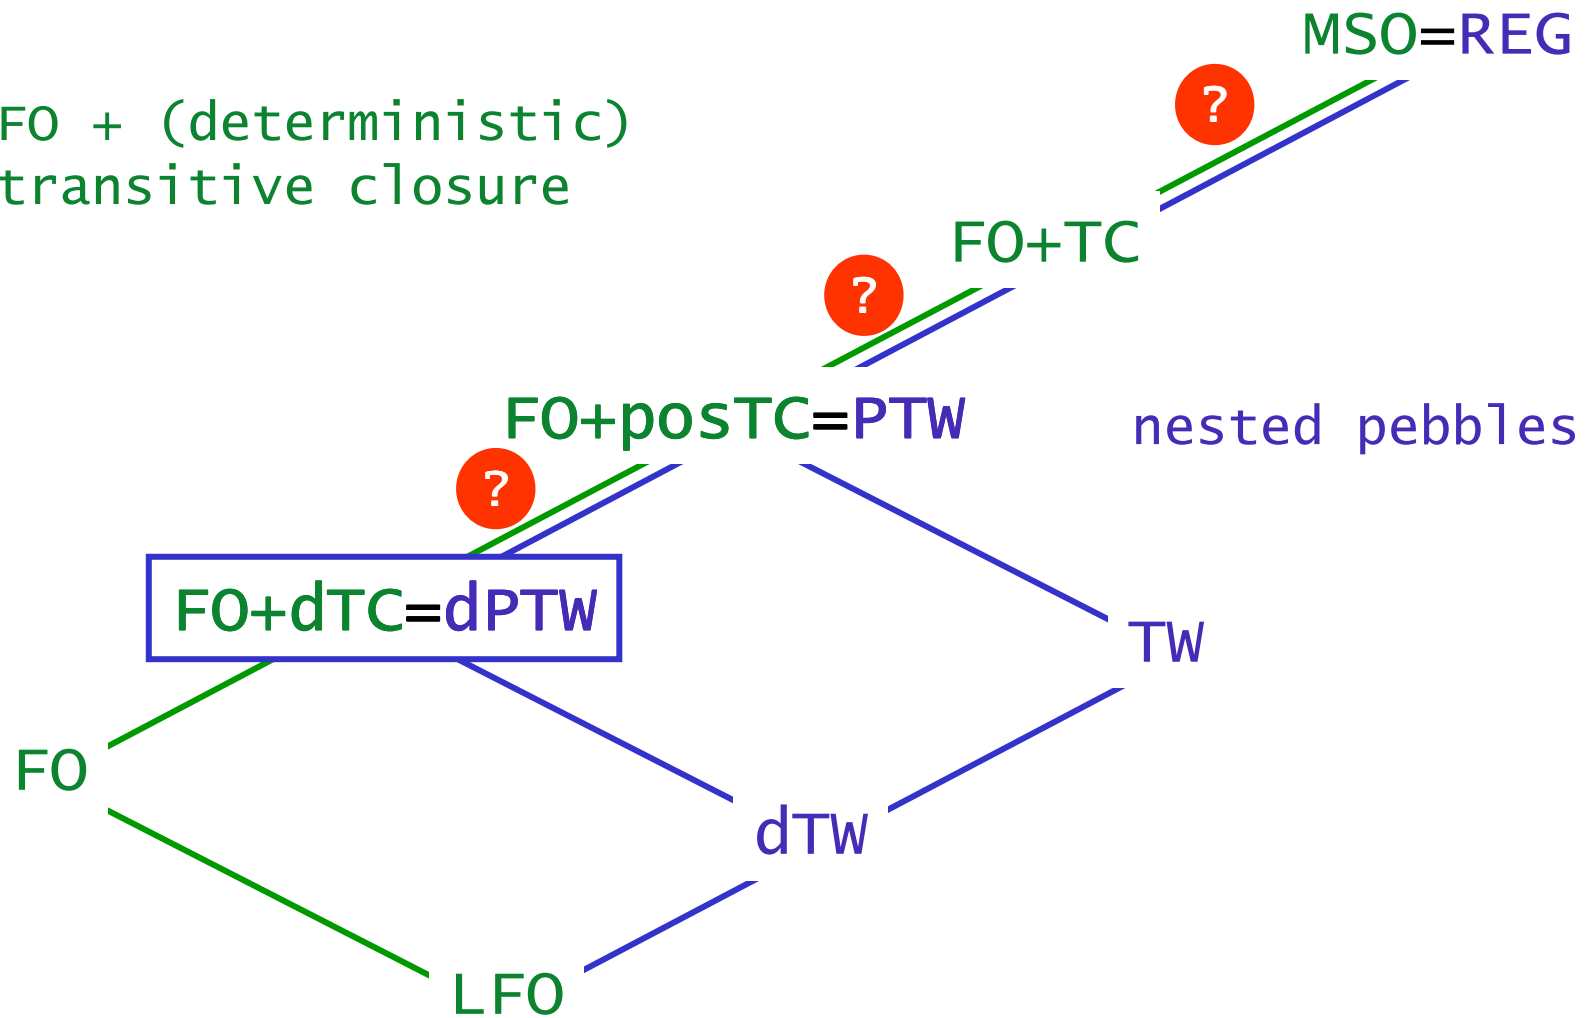 MSO=REG
?
FO + (deterministic)
transitive closure
FO+TC
?
FO+posTC=PTW
nested pebbles
?
FO+dTC=dPTW
TW
FO
dTW
LFO